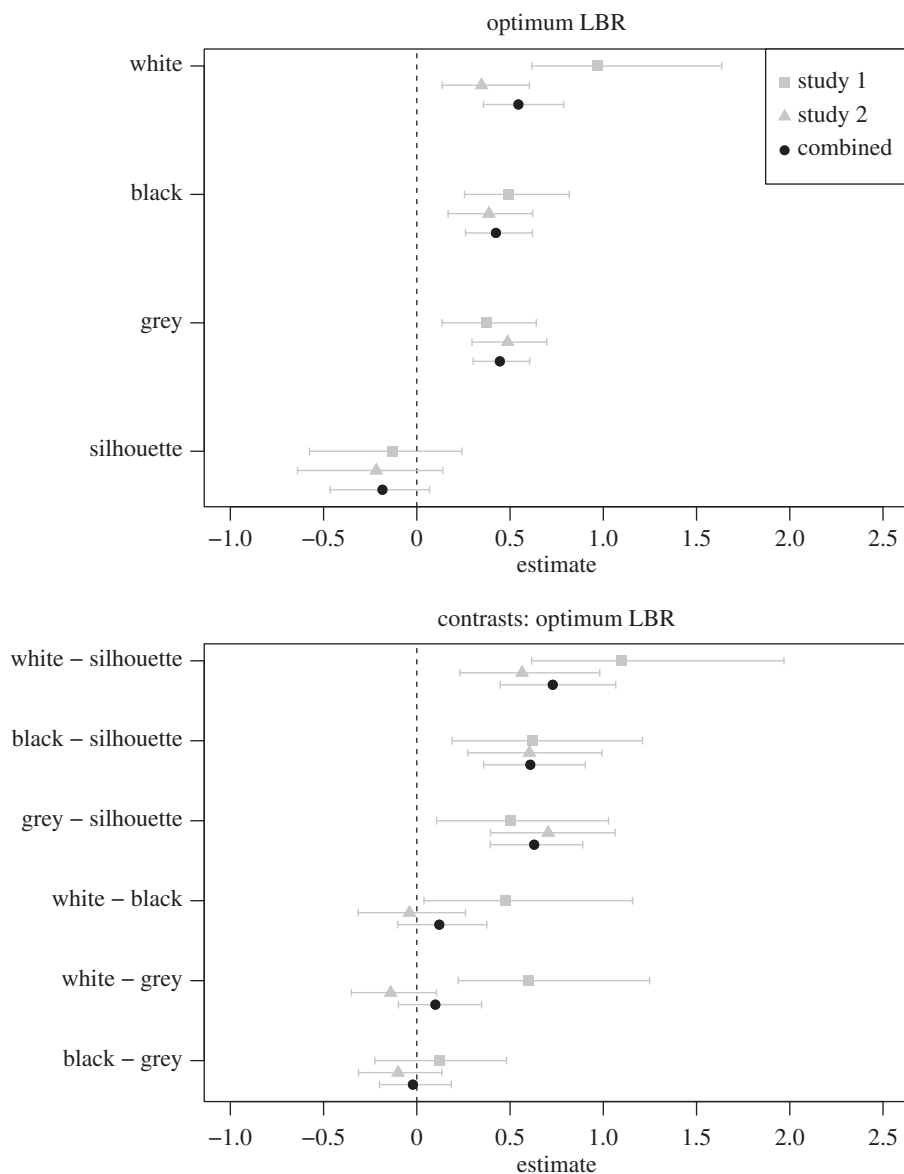 optimum LBR
white
black
grey
silhouette
study 1
study 2
combined
−1.0 −0.5 0 0.5 1.0 1.5 2.0 2.5
estimate
contrasts: optimum LBR
white − silhouette
black − silhouette
grey − silhouette
white − black
white − grey
black − grey
−1.0 −0.5 0 0.5 1.0 1.5 2.0 2.5
estimate